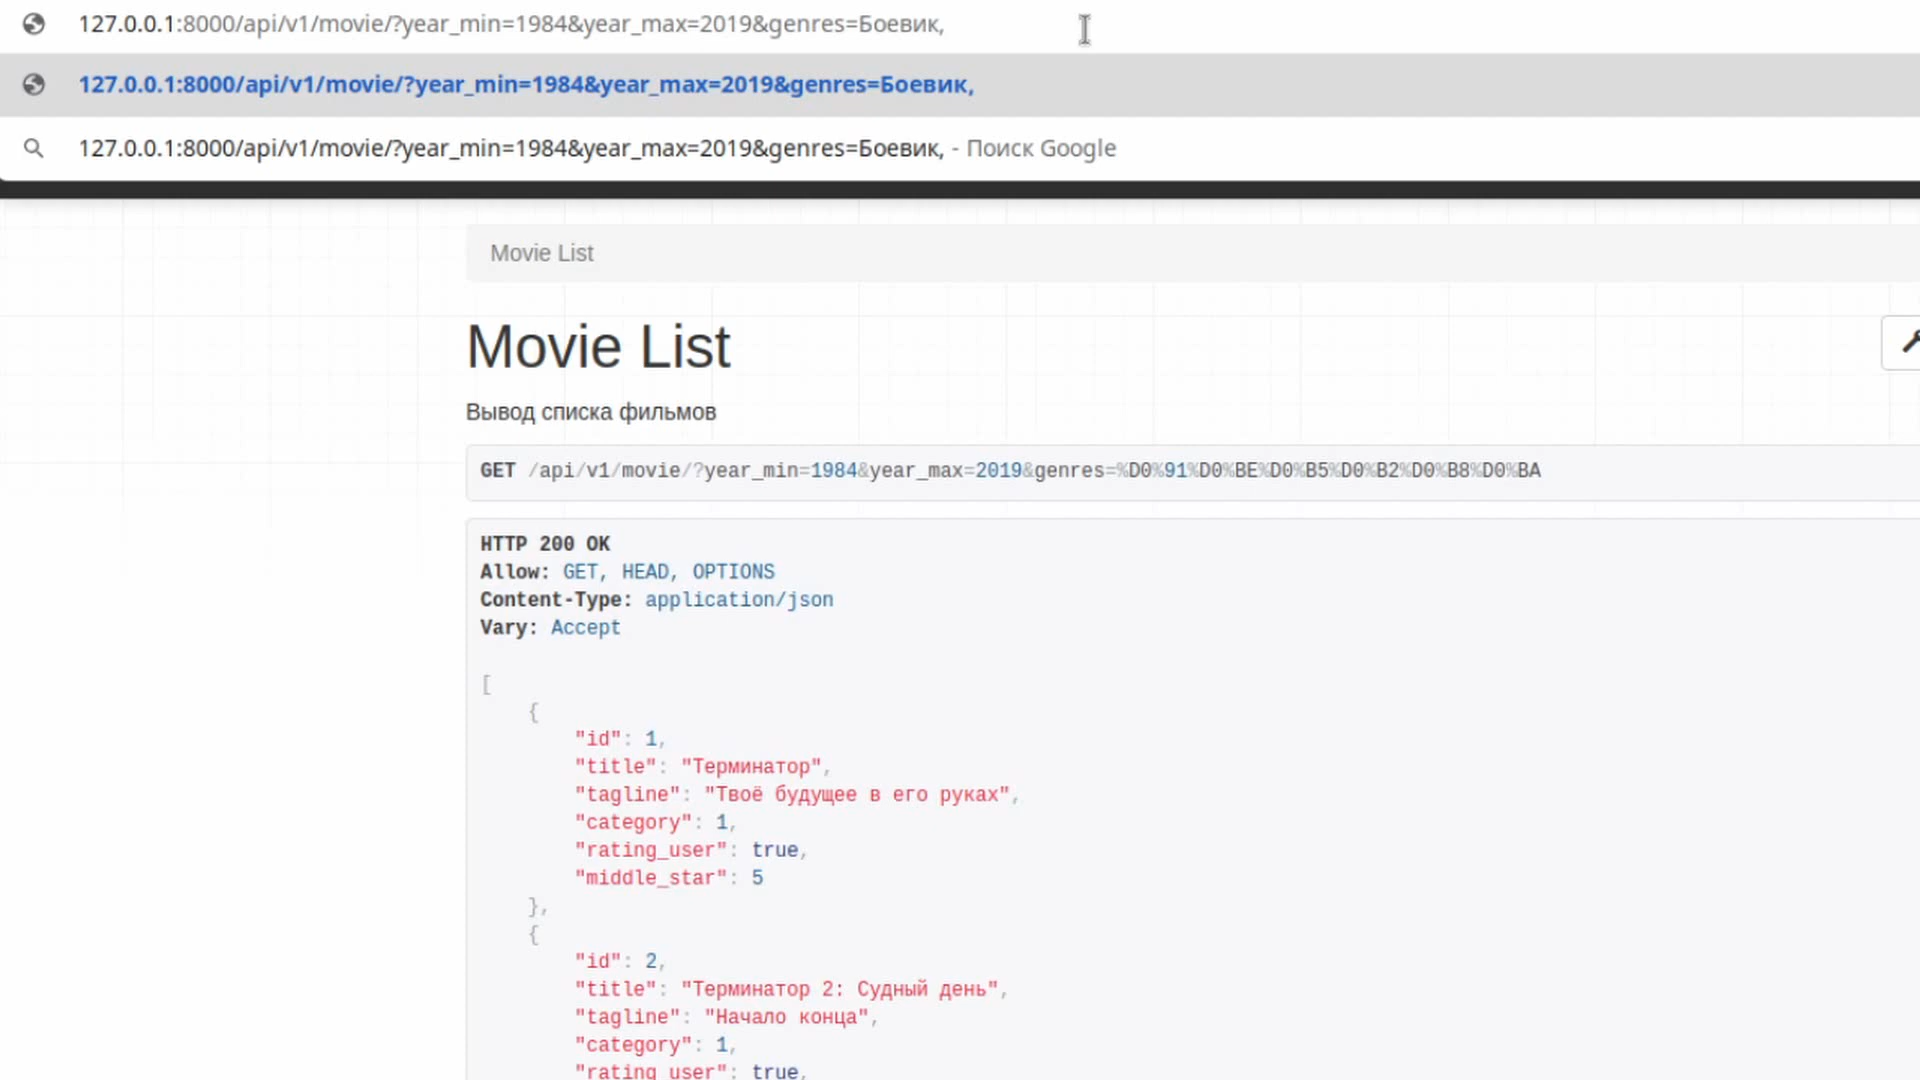 127.0.0.1:8000/api/v1/movie/?year_min=1984&year_max=2019&genres=Боевик,
127.0.0.1:8000/api/v1/movie/?year_min=1984&year_max=2019&genres=Боевик,
127.0.0.1:8000/api/v1/movie/?year_min=1984&year_max=2019&genres=Боевик, - Поиск Google
Movie List
Movie List
Вывод списка фильмов
GET /api/v1/movie/?year_min=1984&year_max=2019&genres=%D0%91%D0%BE%D0%B5%D0%B2%D0%B8%D0%BA
HTTP 200 OK
Allow: GET, HEAD, OPTIONS
Content-Type: application/json
Vary: Accept
[
{
"id": 1,
"title": "Терминатор",
"tagline": "Твоё будущее в его руках",
"category": 1,
"rating_user": true,
"middle_star": 5
},
{
"id": 2,
"title": "Терминатор 2: Судный день",
"tagline": "Начало конца",
"category": 1,
"rating_user": true,